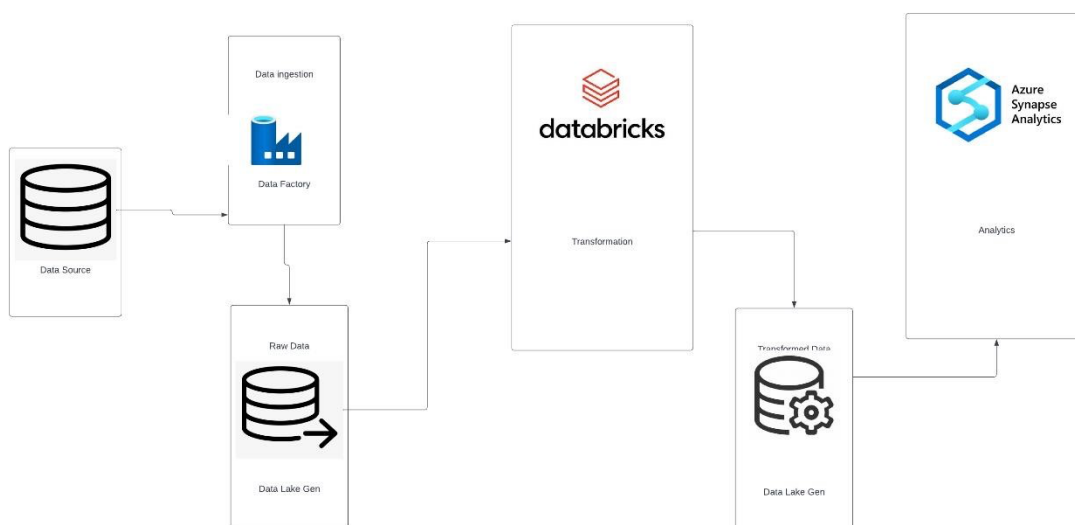 Data Source
Data ingestion
Data Factory
Raw Data
Data Lake Gen
databricks
Transformation
Transformed Data
Data Lake Gen
Azure
Synapse
Analytics
Analytics